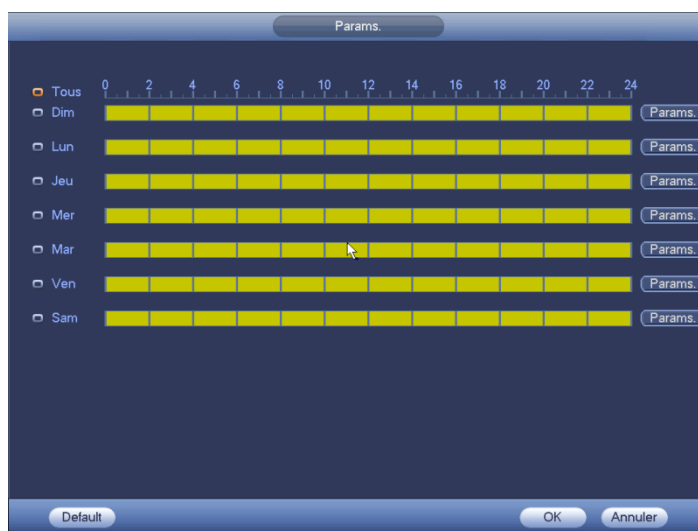 Params.
Tous 0 2 4 6 8 10 12 14 16 18 20 22 24
Dim Params.
Lun Params.
Jeu Params.
Mer Params.
Mar Params.
Ven Params.
Sam Params.
Default OK Annuler